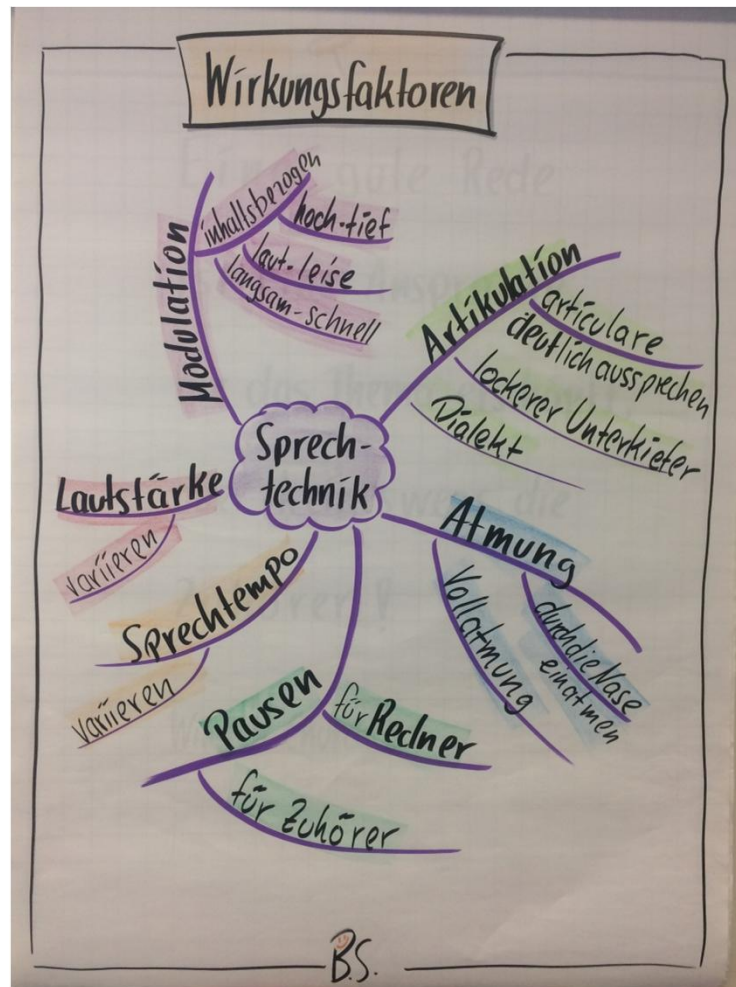 Wirkungsfaktoren
Modulation
inhaltsbezogen
hoch-tief
laut-leise
langsam-schnell
Artikulation
articulare
deutlich aussprechen
lockerer Unterkiefer
Dialekt
Sprech-
technik
Lautstärke
variieren
Atmung
Vollatmung
durch die Nase
einatmen
Sprechtempo
variieren
Pausen
für Redner
für Zuhörer
B.S.